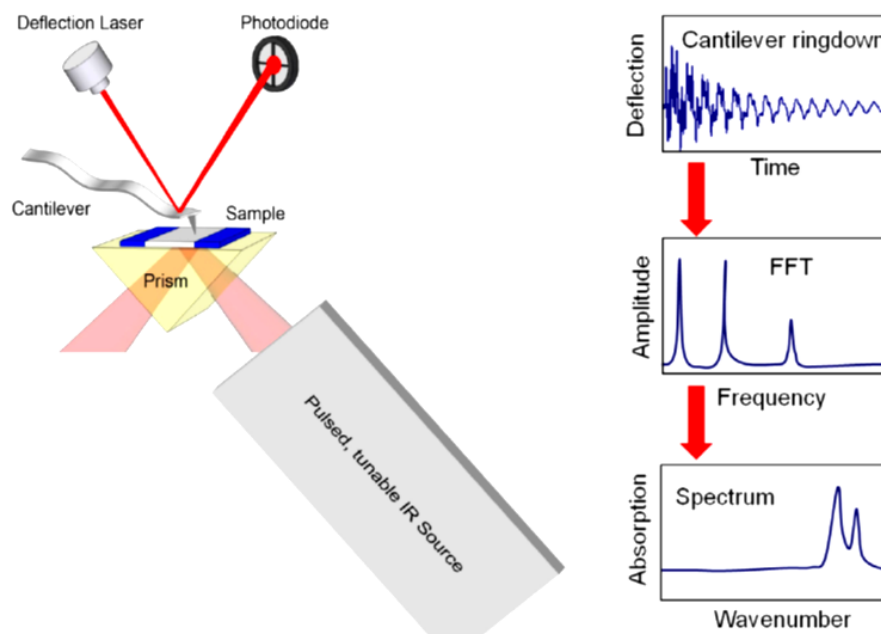 Deflection Laser
Photodiode
Cantilever
Sample
Prism
Pulsed, tunable IR Source
Cantilever ringdown
Deflection
Time
FFT
Amplitude
Frequency
Spectrum
Absorption
Wavenumber